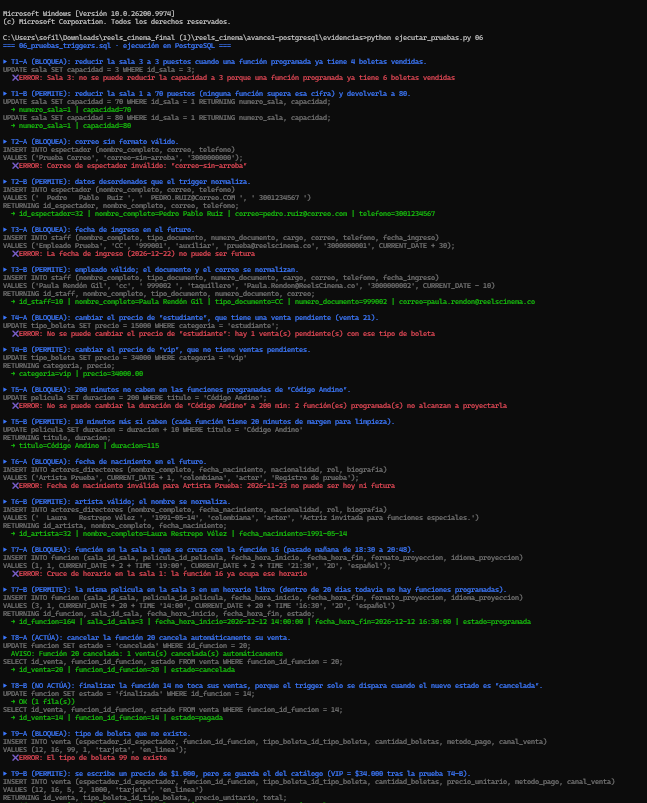 Microsoft Windows [Versión 10.0.26200.9974]
(c) Microsoft Corporation. Todos los derechos reservados.
C:\Users\sofil\Downloads\reels_cinema_final (1)\reels_cinema\avance1-postgresql\evidencias>python ejecutar_pruebas.py 06
=== 06_pruebas_triggers.sql · ejecución en PostgreSQL ===
► T1-A (BLOQUEA): reducir la sala 3 a 3 puestos cuando una función programada ya tiene 4 boletas vendidas.
UPDATE sala SET capacidad = 3 WHERE id_sala = 3;
❌ERROR: Sala 3: no se puede reducir la capacidad a 3 porque una función programada ya tiene 6 boletas vendidas
► T1-B (PERMITE): reducir la sala 1 a 70 puestos (ninguna función supera esa cifra) y devolverla a 80.
UPDATE sala SET capacidad = 70 WHERE id_sala = 1 RETURNING numero_sala, capacidad;
→ numero_sala=1 | capacidad=70
UPDATE sala SET capacidad = 80 WHERE id_sala = 1 RETURNING numero_sala, capacidad;
→ numero_sala=1 | capacidad=80
► T2-A (BLOQUEA): correo sin formato válido.
INSERT INTO espectador (nombre_completo, correo, telefono)
VALUES ('Prueba Correo', 'correo-sin-arroba', '3000000000');
❌ERROR: Correo de espectador inválido: "correo-sin-arroba"
► T2-B (PERMITE): datos desordenados que el trigger normaliza.
INSERT INTO espectador (nombre_completo, correo, telefono)
VALUES ('  Pedro   Pablo  Ruiz ', '  PEDRO.RUIZ@Correo.COM ', ' 3001234567 ')
RETURNING id_espectador, nombre_completo, correo, telefono;
→ id_espectador=32 | nombre_completo=Pedro Pablo Ruiz | correo=pedro.ruiz@correo.com | telefono=3001234567
► T3-A (BLOQUEA): fecha de ingreso en el futuro.
INSERT INTO staff (nombre_completo, tipo_documento, numero_documento, cargo, correo, telefono, fecha_ingreso)
VALUES ('Empleado Prueba', 'CC', '999001', 'auxiliar', 'prueba@reelscinema.co', '3000000001', CURRENT_DATE + 30);
❌ERROR: La fecha de ingreso (2026-12-22) no puede ser futura
► T3-B (PERMITE): empleado válido; el documento y el correo se normalizan.
INSERT INTO staff (nombre_completo, tipo_documento, numero_documento, cargo, correo, telefono, fecha_ingreso)
VALUES ('Paula Rendón Gil', 'cc', ' 999002 ', 'taquillero', 'Paula.Rendon@ReelsCinema.co', '3000000002', CURRENT_DATE - 10)
RETURNING id_staff, nombre_completo, tipo_documento, numero_documento, correo;
→ id_staff=10 | nombre_completo=Paula Rendón Gil | tipo_documento=CC | numero_documento=999002 | correo=paula.rendon@reelscinema.co
► T4-A (BLOQUEA): cambiar el precio de "estudiante", que tiene una venta pendiente (venta 21).
UPDATE tipo_boleta SET precio = 15000 WHERE categoria = 'estudiante';
❌ERROR: No se puede cambiar el precio de "estudiante": hay 1 venta(s) pendiente(s) con ese tipo de boleta
► T4-B (PERMITE): cambiar el precio de "vip", que no tiene ventas pendientes.
UPDATE tipo_boleta SET precio = 34000 WHERE categoria = 'vip'
RETURNING categoria, precio;
→ categoria=vip | precio=34000.00
► T5-A (BLOQUEA): 200 minutos no caben en las funciones programadas de "Código Andino".
UPDATE pelicula SET duracion = 200 WHERE titulo = 'Código Andino';
❌ERROR: No se puede cambiar la duración de "Código Andino" a 200 min: 2 función(es) programada(s) no alcanzan a proyectarla
► T5-B (PERMITE): 10 minutos más sí caben (cada función tiene 20 minutos de margen para limpieza).
UPDATE pelicula SET duracion = duracion + 10 WHERE titulo = 'Código Andino'
RETURNING titulo, duracion;
→ titulo=Código Andino | duracion=115
► T6-A (BLOQUEA): fecha de nacimiento en el futuro.
INSERT INTO actores_directores (nombre_completo, fecha_nacimiento, nacionalidad, rol, biografia)
VALUES ('Artista Prueba', CURRENT_DATE + 1, 'colombiana', 'actor', 'Registro de prueba');
❌ERROR: Fecha de nacimiento inválida para Artista Prueba: 2026-11-23 no puede ser hoy ni futura
► T6-B (PERMITE): artista válido; el nombre se normaliza.
INSERT INTO actores_directores (nombre_completo, fecha_nacimiento, nacionalidad, rol, biografia)
VALUES ('  Laura   Restrepo Vélez ', '1991-05-14', 'colombiana', 'actor', 'Actriz invitada para funciones especiales.')
RETURNING id_artista, nombre_completo, fecha_nacimiento;
→ id_artista=32 | nombre_completo=Laura Restrepo Vélez | fecha_nacimiento=1991-05-14
► T7-A (BLOQUEA): función en la sala 1 que se cruza con la función 16 (pasado mañana de 18:30 a 20:48).
INSERT INTO funcion (sala_id_sala, pelicula_id_pelicula, fecha_hora_inicio, fecha_hora_fin, formato_proyeccion, idioma_proyeccion)
VALUES (1, 1, CURRENT_DATE + 2 + TIME '19:00', CURRENT_DATE + 2 + TIME '21:30', '2D', 'español');
❌ERROR: Cruce de horario en la sala 1: la función 16 ya ocupa ese horario
► T7-B (PERMITE): la misma película en la sala 3 en un horario libre (dentro de 20 días todavía no hay funciones programadas).
INSERT INTO funcion (sala_id_sala, pelicula_id_pelicula, fecha_hora_inicio, fecha_hora_fin, formato_proyeccion, idioma_proyeccion)
VALUES (3, 1, CURRENT_DATE + 20 + TIME '14:00', CURRENT_DATE + 20 + TIME '16:30', '2D', 'español')
RETURNING id_funcion, sala_id_sala, fecha_hora_inicio, fecha_hora_fin, estado;
→ id_funcion=164 | sala_id_sala=3 | fecha_hora_inicio=2026-12-12 14:00:00 | fecha_hora_fin=2026-12-12 16:30:00 | estado=programada
► T8-A (ACTÚA): cancelar la función 20 cancela automáticamente su venta.
UPDATE funcion SET estado = 'cancelada' WHERE id_funcion = 20;
AVISO: Función 20 cancelada: 1 venta(s) cancelada(s) automáticamente
SELECT id_venta, funcion_id_funcion, estado FROM venta WHERE funcion_id_funcion = 20;
→ id_venta=20 | funcion_id_funcion=20 | estado=cancelada
► T8-B (NO ACTÚA): finalizar la función 14 no toca sus ventas, porque el trigger solo se dispara cuando el nuevo estado es "cancelada".
UPDATE funcion SET estado = 'finalizada' WHERE id_funcion = 14;
→ OK (1 fila(s))
SELECT id_venta, funcion_id_funcion, estado FROM venta WHERE funcion_id_funcion = 14;
→ id_venta=14 | funcion_id_funcion=14 | estado=pagada
► T9-A (BLOQUEA): tipo de boleta que no existe.
INSERT INTO venta (espectador_id_espectador, funcion_id_funcion, tipo_boleta_id_tipo_boleta, cantidad_boletas, metodo_pago, canal_venta)
VALUES (12, 16, 99, 1, 'tarjeta', 'en_linea');
❌ERROR: El tipo de boleta 99 no existe
► T9-B (PERMITE): se escribe un precio de $1.000, pero se guarda el del catálogo (VIP = $34.000 tras la prueba T4-B).
INSERT INTO venta (espectador_id_espectador, funcion_id_funcion, tipo_boleta_id_tipo_boleta, cantidad_boletas, precio_unitario, metodo_pago, canal_venta)
VALUES (12, 16, 5, 2, 1000, 'tarjeta', 'en_linea')
RETURNING id_venta, tipo_boleta_id_tipo_boleta, precio_unitario, total;